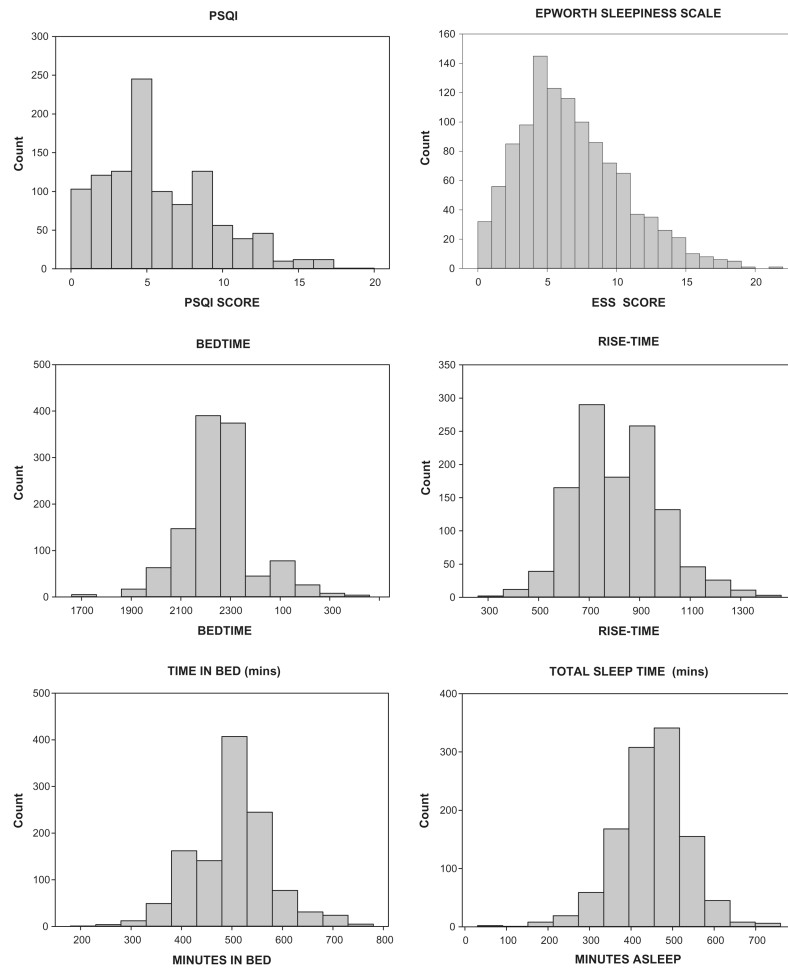 PSQI
300
250
200
150
100
50
0
Count
0 5 10 15 20
PSQI SCORE
EPWORTH SLEEPINESS SCALE
160
140
120
100
80
60
40
20
0
Count
0 5 10 15 20
ESS SCORE
BEDTIME
500
400
300
200
100
0
Count
1700 1900 2100 2300 100 300
BEDTIME
RISE-TIME
350
300
250
200
150
100
50
0
Count
300 500 700 900 1100 1300
RISE-TIME
TIME IN BED (mins)
500
400
300
200
100
0
Count
200 300 400 500 600 700 800
MINUTES IN BED
TOTAL SLEEP TIME (mins)
400
300
200
100
0
Count
0 100 200 300 400 500 600 700
MINUTES ASLEEP